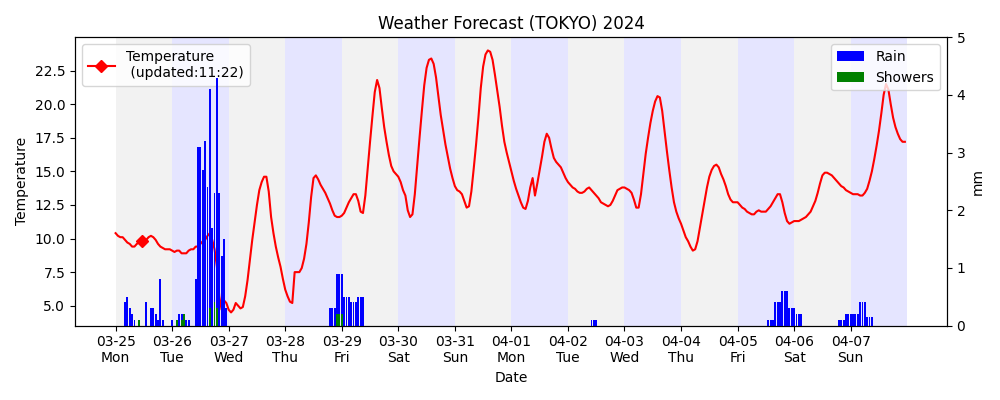 Weather Forecast (TOKYO) 2024
Temperature
(updated:11:22)
Rain
Showers
Temperature
22.5
20.0
17.5
15.0
12.5
10.0
7.5
5.0
5
4
3
2
1
0
mm
03-25 03-26 03-27 03-28 03-29 03-30 03-31 04-01 04-02 04-03 04-04 04-05 04-06 04-07
Mon Tue Wed Thu Fri Sat Sun Mon Tue Wed Thu Fri Sat Sun
Date